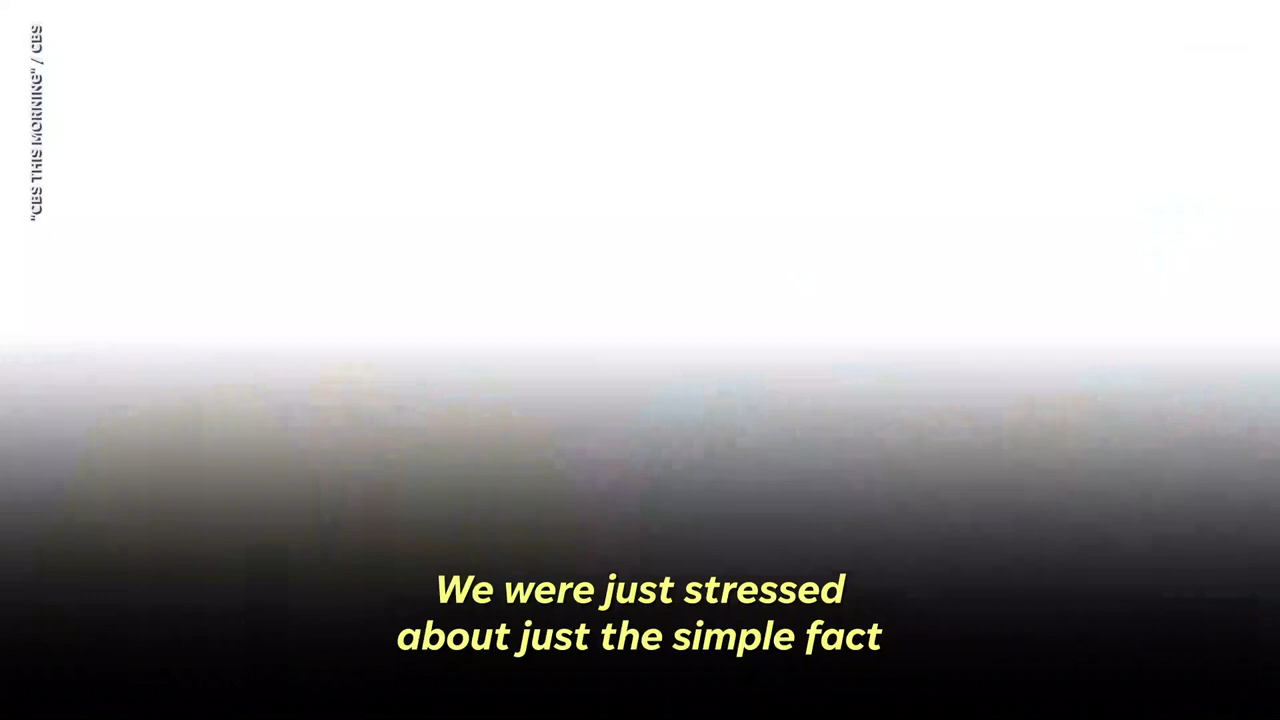 "CBS THIS MORNING" / CBS
We were just stressed
about just the simple fact